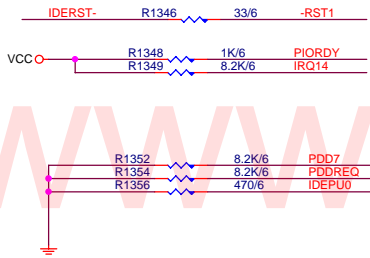 IDERST- R1346 33/6 -RST1
VCC R1348 1K/6 PIORDY
R1349 8.2K/6 IRQ14
WWW
R1352 8.2K/6 PDD7
R1354 8.2K/6 PDDREQ
R1356 470/6 IDEPU0